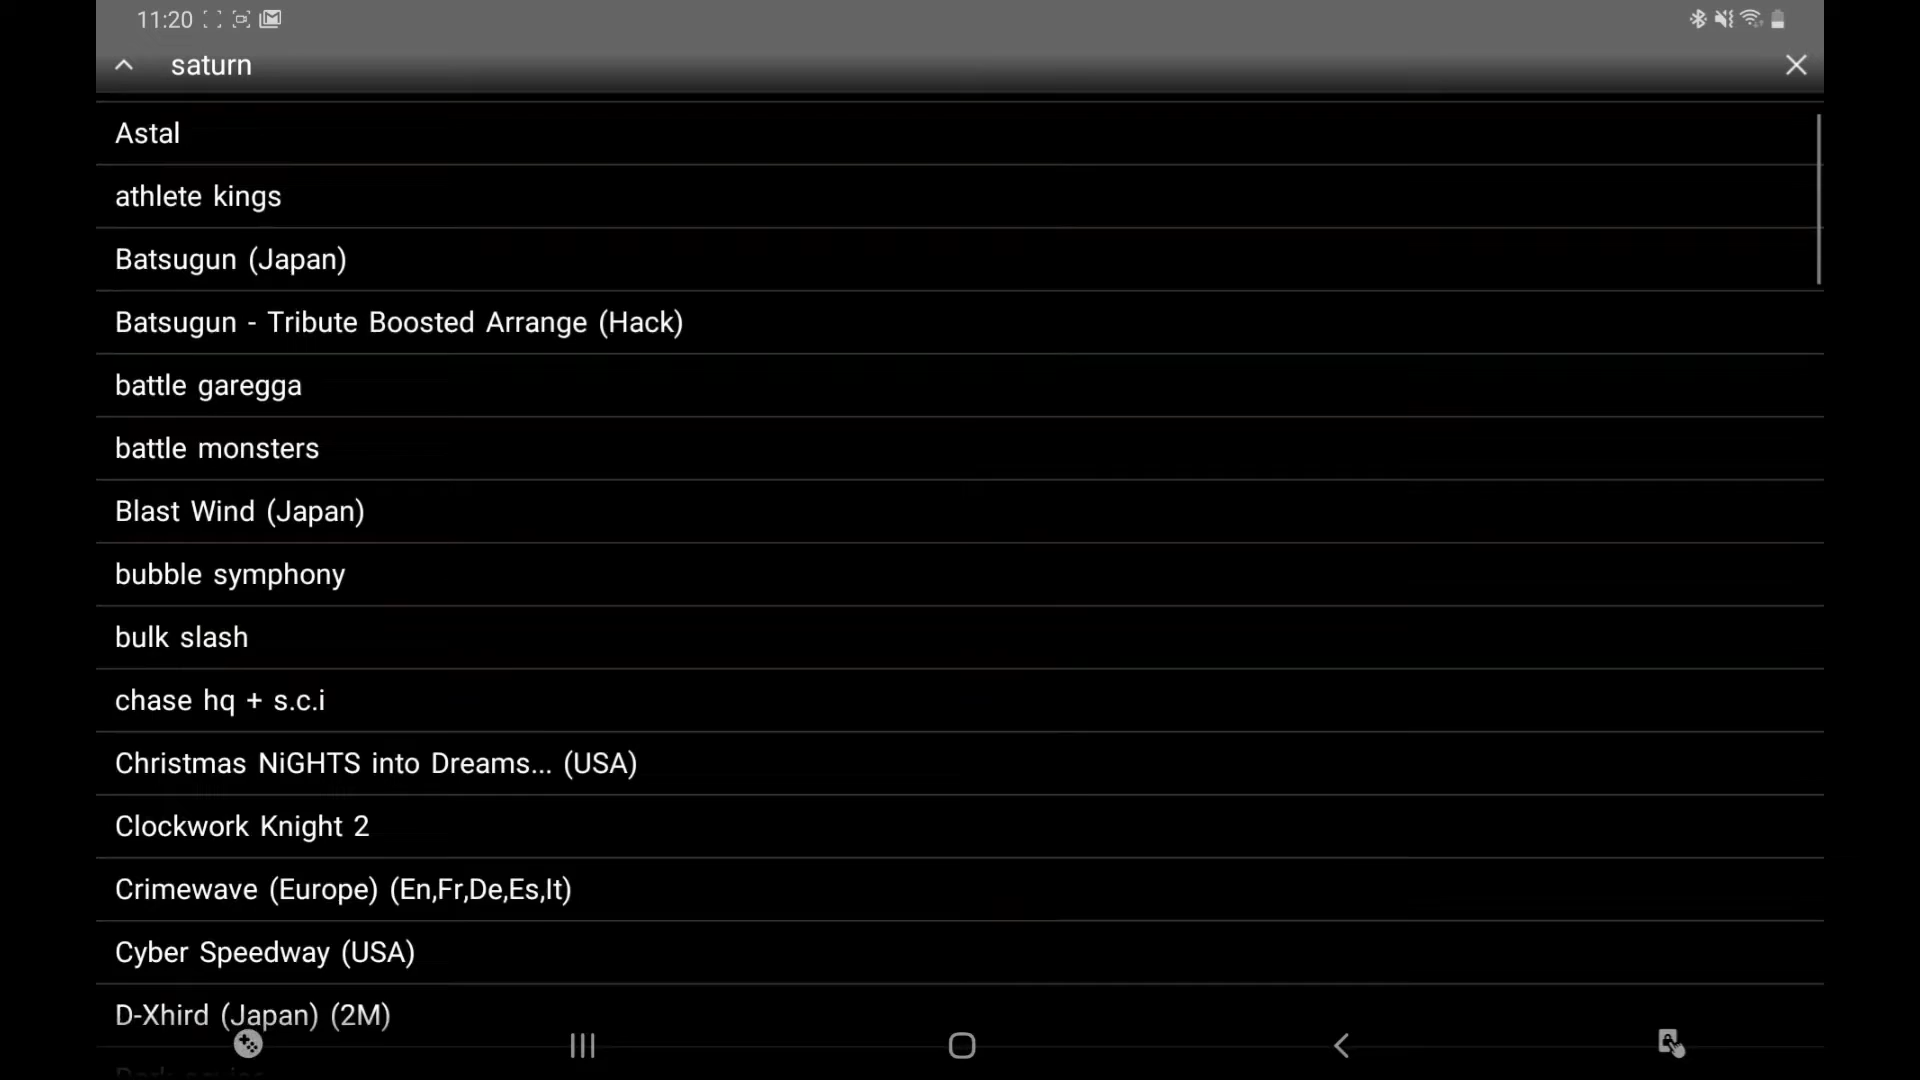 11:20
saturn
Astal
athlete kings
Batsugun (Japan)
Batsugun - Tribute Boosted Arrange (Hack)
battle garegga
battle monsters
Blast Wind (Japan)
bubble symphony
bulk slash
chase hq + s.c.i
Christmas NiGHTS into Dreams... (USA)
Clockwork Knight 2
Crimewave (Europe) (En,Fr,De,Es,It)
Cyber Speedway (USA)
D-Xhird (Japan) (2M)